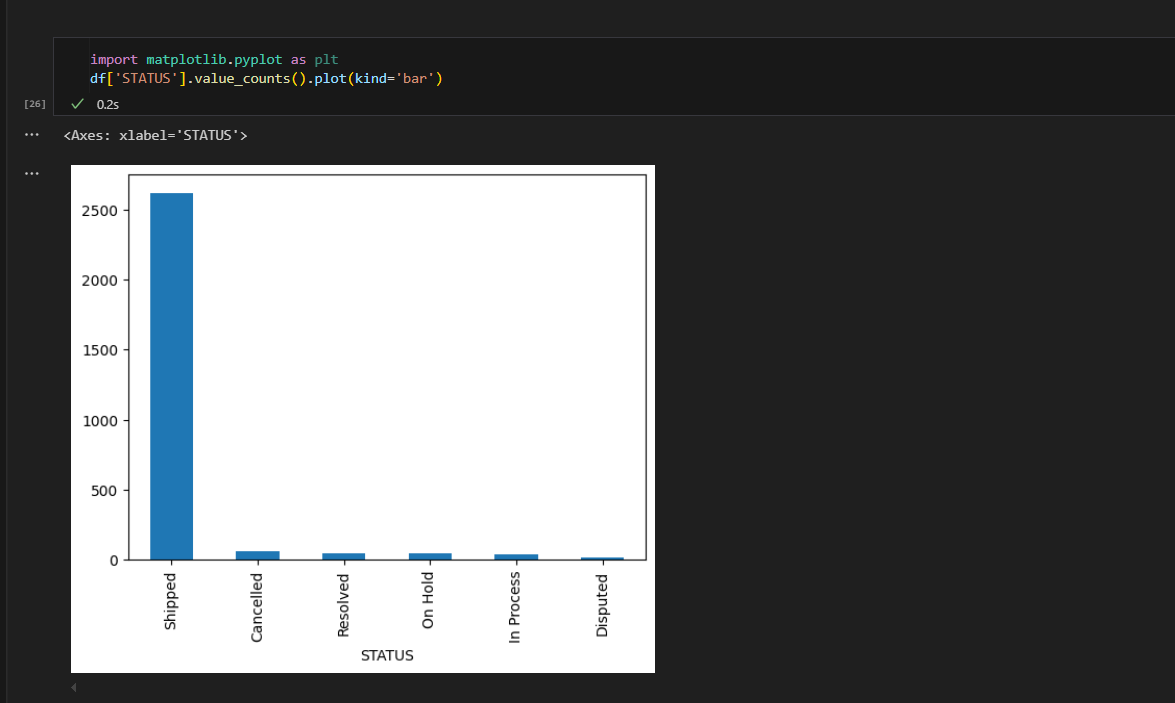 import matplotlib.pyplot as plt
df['STATUS'].value_counts().plot(kind='bar')
[26]
0.2s
<Axes: xlabel='STATUS'>
2500
2000
1500
1000
500
0
Shipped
Cancelled
Resolved
On Hold
In Process
Disputed
STATUS